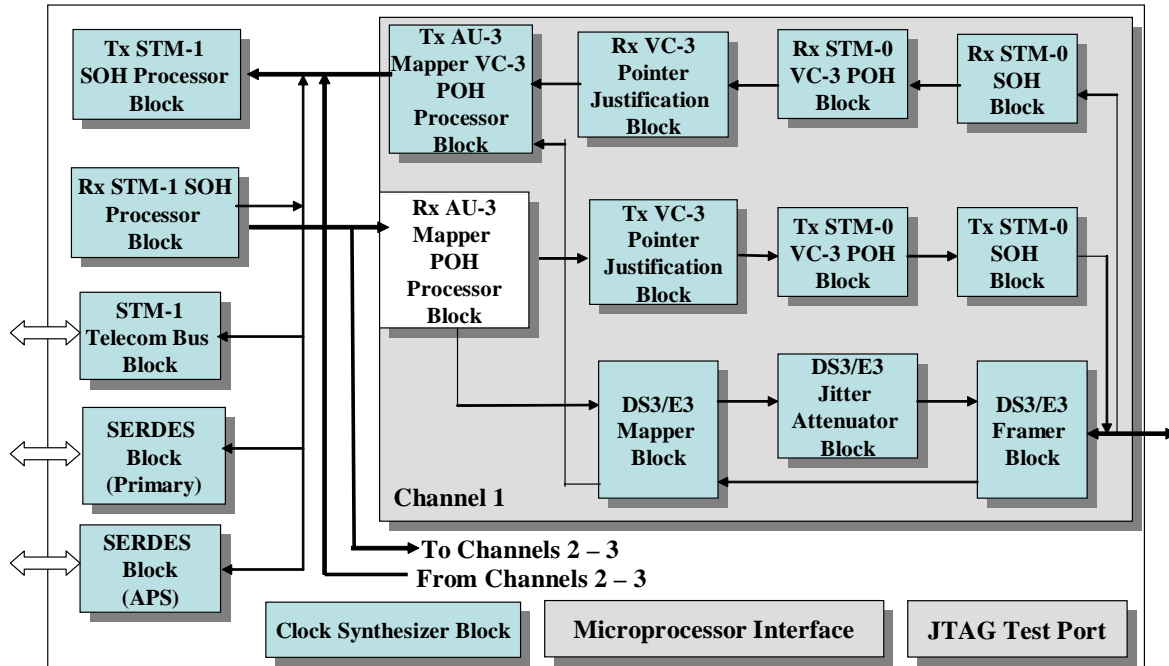 Tx STM-1
SOH Processor
Block
Tx AU-3
Mapper VC-3
POH
Processor
Block
Rx VC-3
Pointer
Justification
Block
Rx STM-0
VC-3 POH
Block
Rx STM-0
SOH
Block
Rx STM-1 SOH
Processor
Block
Rx AU-3
Mapper
POH
Processor
Block
Tx VC-3
Pointer
Justification
Block
Tx STM-0
VC-3 POH
Block
Tx STM-0
SOH
Block
STM-1
Telecom Bus
Block
DS3/E3
Mapper
Block
DS3/E3
Jitter
Attenuator
Block
DS3/E3
Framer
Block
SERDES
Block
(Primary)
Channel 1
SERDES
Block
(APS)
To Channels 2 – 3
From Channels 2 – 3
Clock Synthesizer Block
Microprocessor Interface
JTAG Test Port